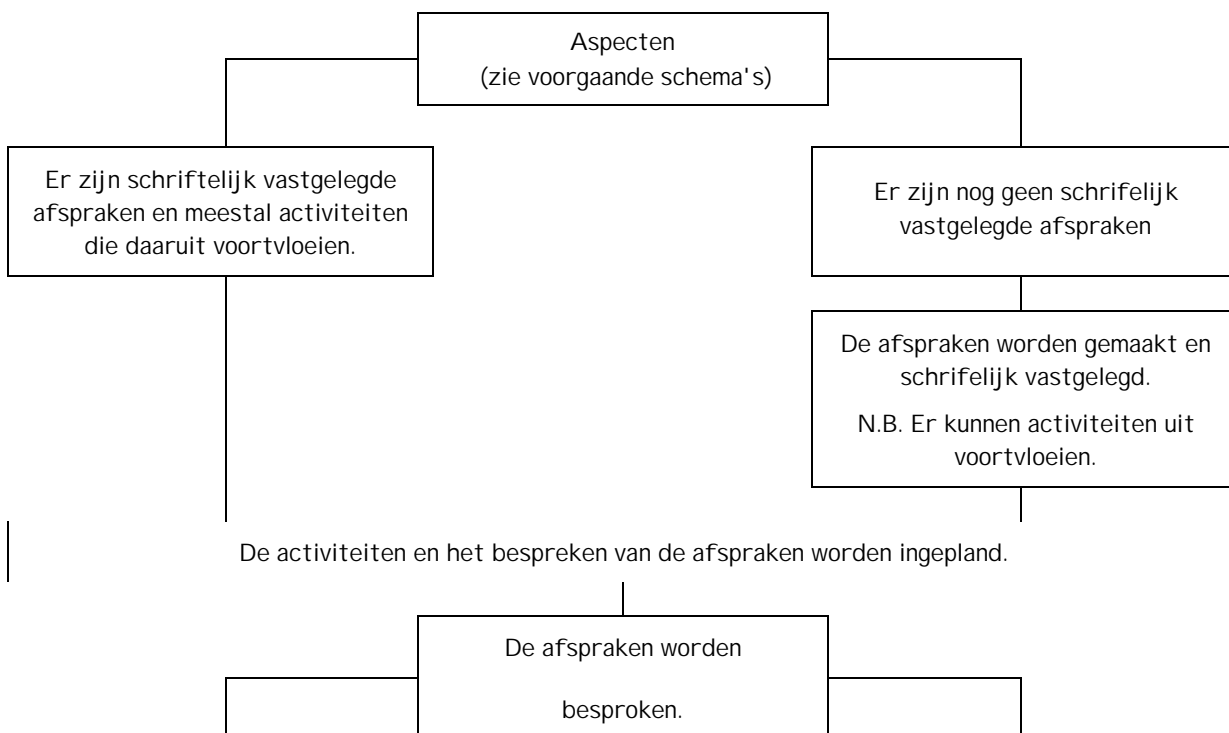 Aspecten
(zie voorgaande schema's)
Er zijn schriftelijk vastgelegde
afspraken en meestal activiteiten
die daaruit voortvloeien.
Er zijn nog geen schrifelijk
vastgelegde afspraken
De afspraken worden gemaakt en
schrifelijk vastgelegd.
N.B. Er kunnen activiteiten uit
voortvloeien.
De activiteiten en het bespreken van de afspraken worden ingepland.
De afspraken worden
besproken.